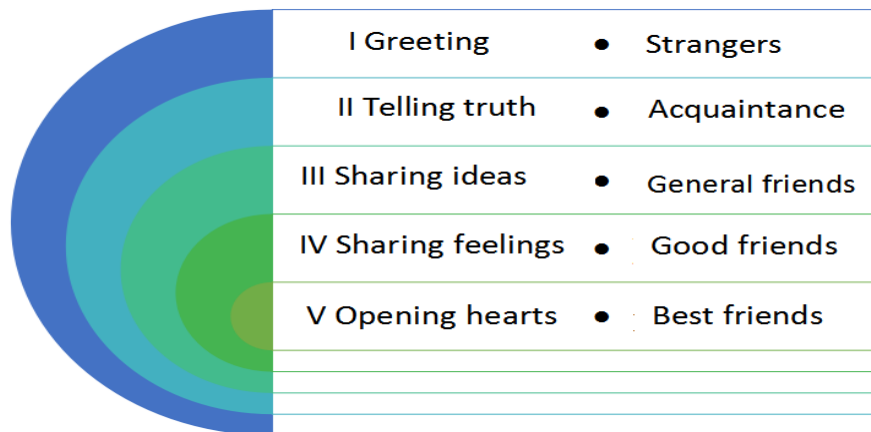 I Greeting • Strangers
II Telling truth • Acquaintance
III Sharing ideas • General friends
IV Sharing feelings • Good friends
V Opening hearts • Best friends